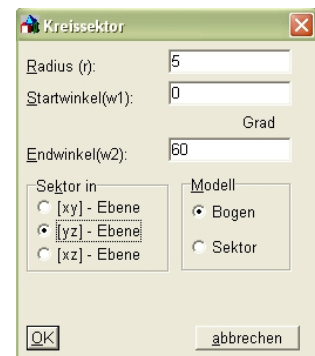 Kreissektor
Radius (r): 5
Startwinkel(w1): 0
Grad
Endwinkel(w2): 60
Sektor in
[xy] - Ebene
[yz] - Ebene
[xz] - Ebene
Modell
Bogen
Sektor
OK
abbrechen